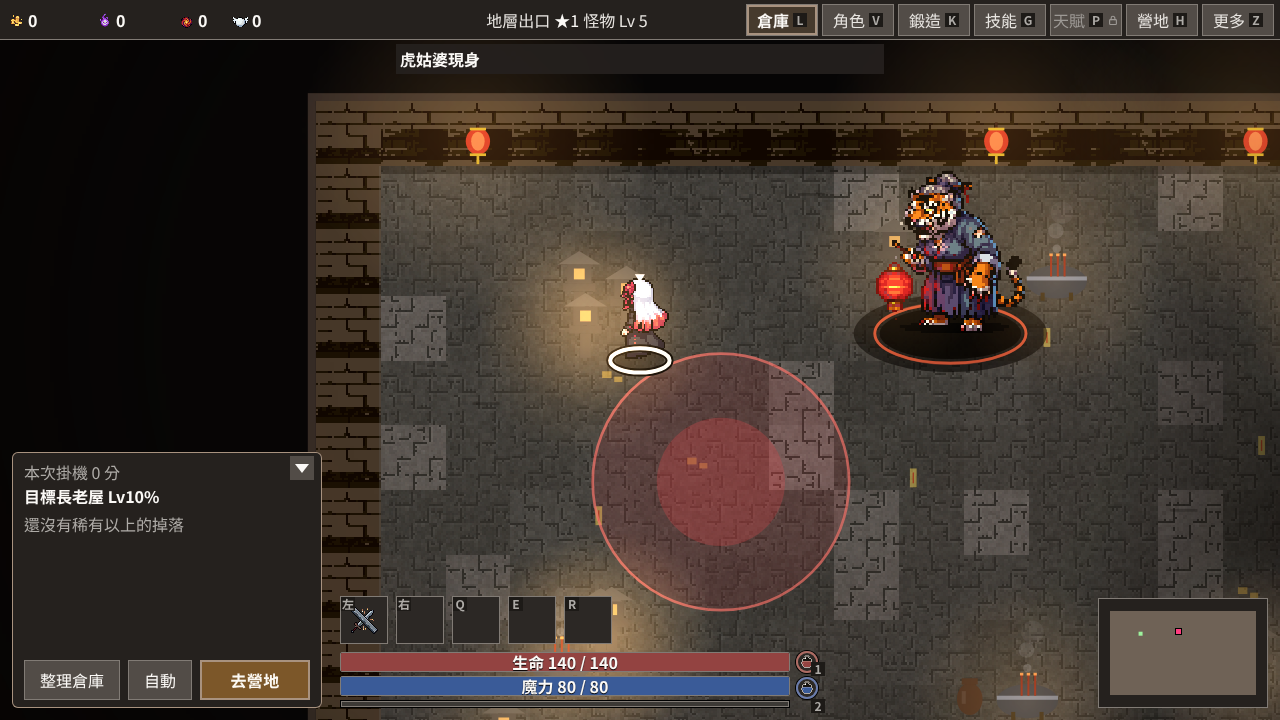 0 0 0 0 地層出口 ★1 怪物 Lv 5 倉庫 L 角色 V 鍛造 K 技能 G 天賦 P 營地 H 更多 Z
虎姑婆現身
本次掛機 0 分
目標長老屋 Lv10%
還沒有稀有以上的掉落
整理倉庫 自動 去營地
左 右 Q E R
生命 140 / 140 1
魔力 80 / 80 2